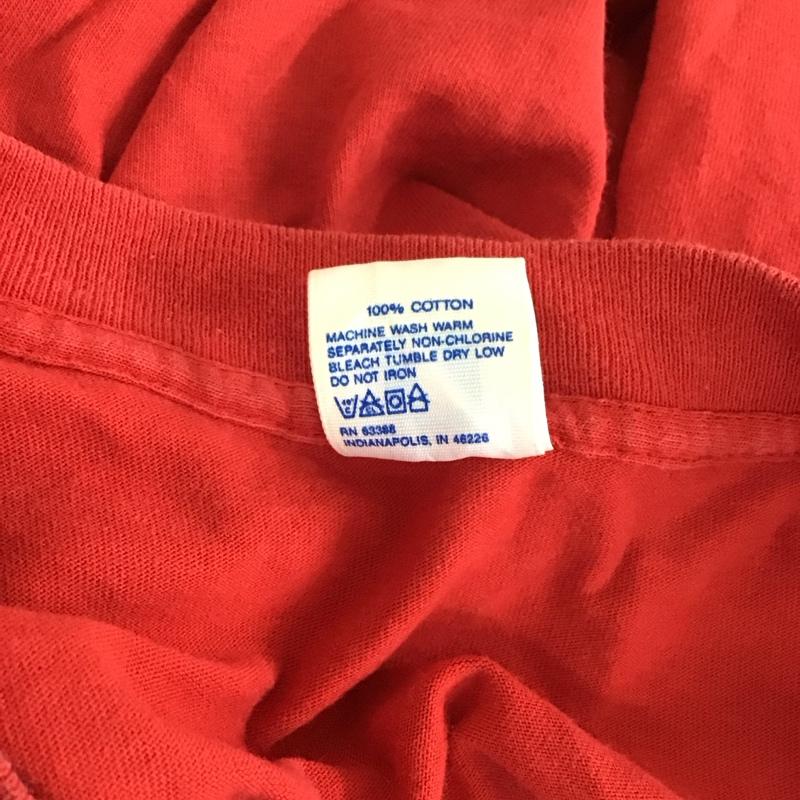 100% COTTON
MACHINE WASH WARM
SEPARATELY NON-CHLORINE
BLEACH TUMBLE DRY LOW
DO NOT IRON
RN 63388
INDIANAPOLIS, IN 46226